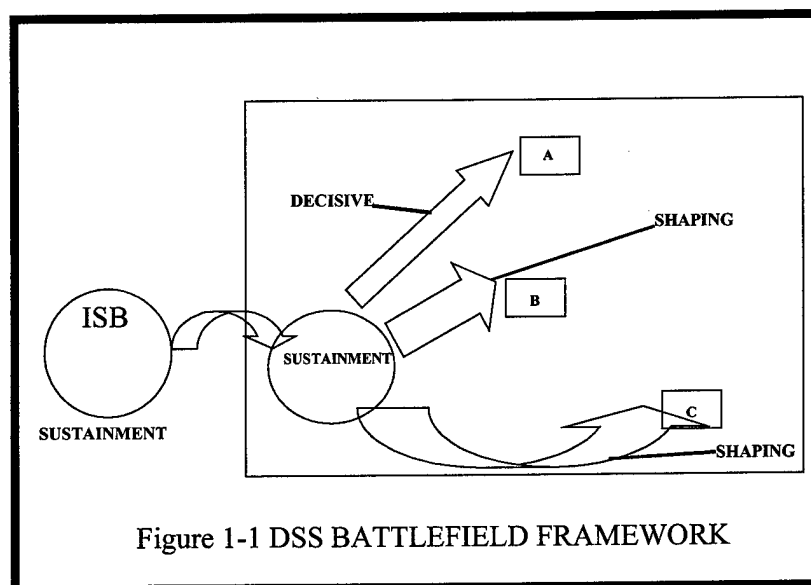 A
DECISIVE
SHAPING
ISB
B
SUSTAINMENT
C
SUSTAINMENT
SHAPING
Figure 1-1 DSS BATTLEFIELD FRAMEWORK